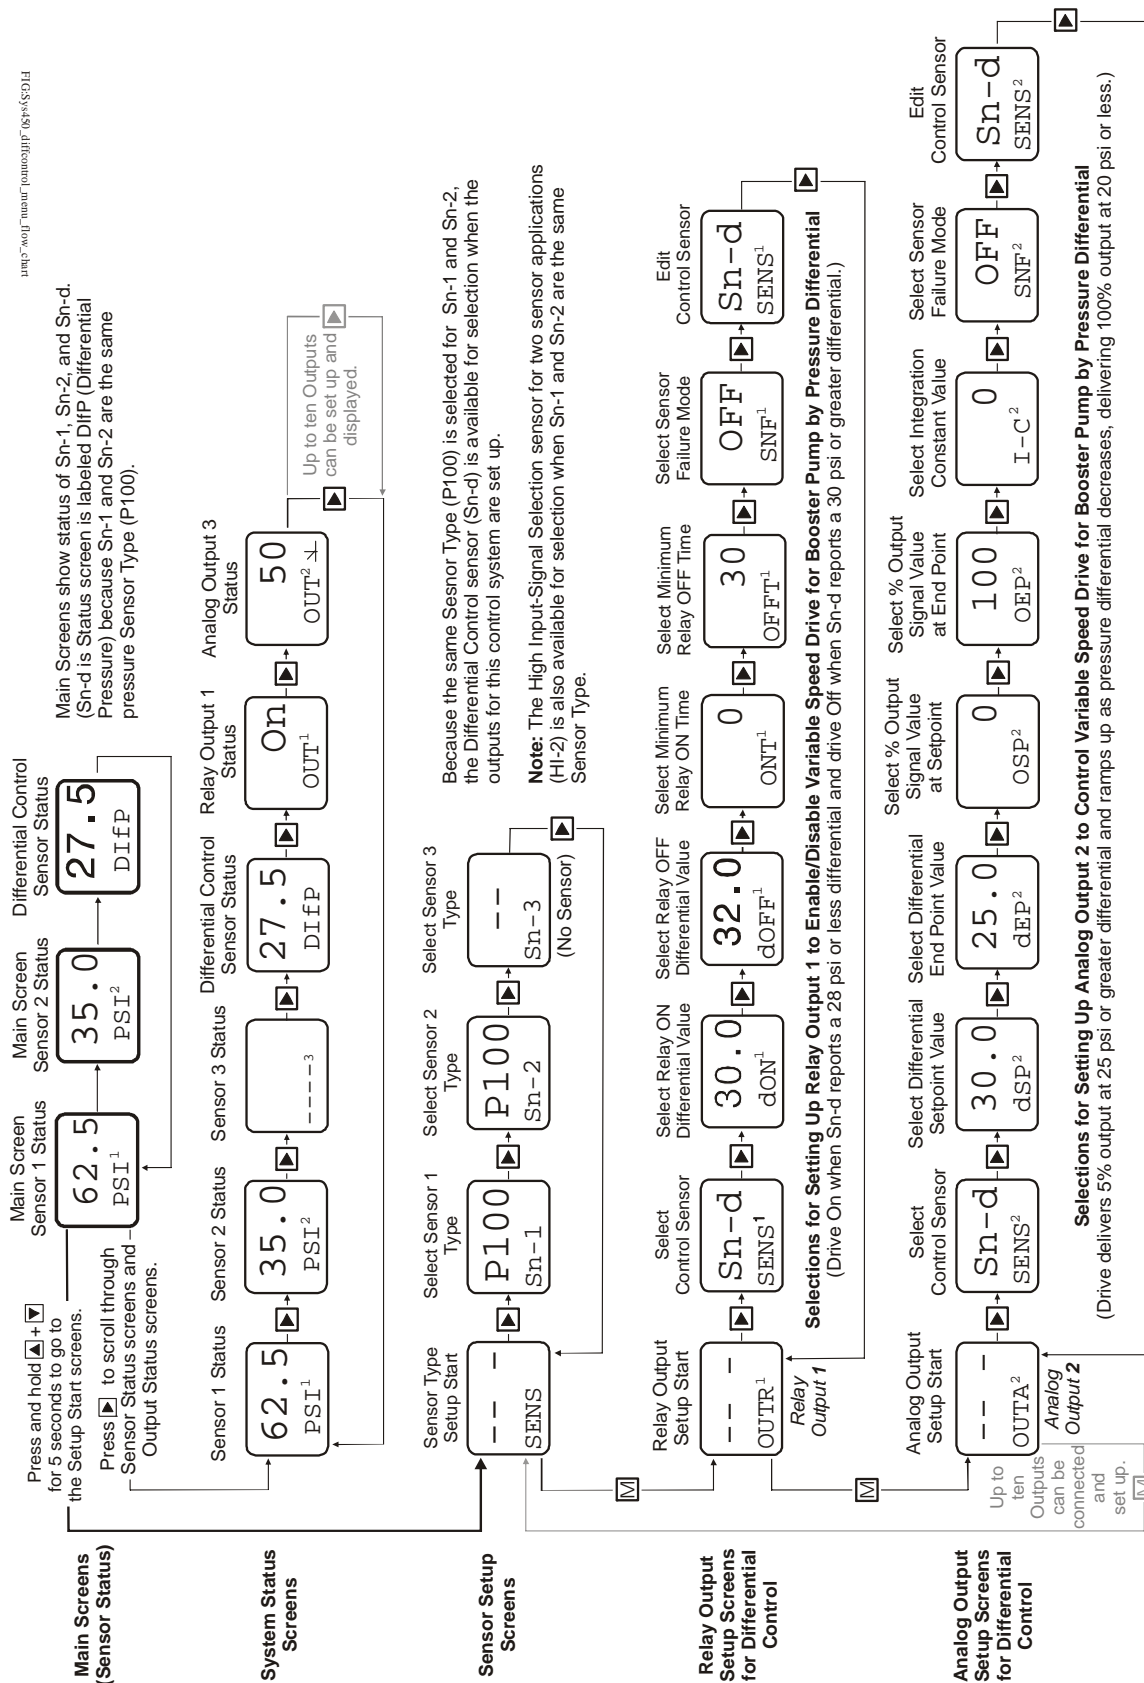 FIG:Sys450_diffcontrol_menu_flow_chart
Main Screens
(Sensor Status)
Press and hold ▲ + ▼
for 5 seconds to go to
the Setup Start screens.
Press ▶ to scroll through
Sensor Status screens and
Output Status screens.
Main Screen
Sensor 1 Status
62.5
PSI¹
Main Screen
Sensor 2 Status
35.0
PSI²
Differential Control
Sensor Status
27.5
DIfP
Main Screens show status of Sn-1, Sn-2, and Sn-d.
(Sn-d is Status screen is labeled DIfP (Differential
Pressure) because Sn-1 and Sn-2 are the same
pressure Sensor Type (P100).
System Status
Screens
Sensor 1 Status
62.5
PSI¹
Sensor 2 Status
35.0
PSI²
Sensor 3 Status
----³
Differential Control
Sensor Status
27.5
DIfP
Relay Output 1
Status
On
OUT¹
Analog Output 3
Status
50
OUT²
Up to ten Outputs
can be set up and
displayed.
Sensor Setup
Screens
Sensor Type
Setup Start
-- -
SENS
Select Sensor 1
Type
P100
Sn-1
Select Sensor 2
Type
P100
Sn-2
Select Sensor 3
Type
--
Sn-3
(No Sensor)
Because the same Sesnor Type (P100) is selected for Sn-1 and Sn-2,
the Differential Control sensor (Sn-d) is available for selection when the
outputs for this control system are set up.
Note: The High Input-Signal Selection sensor for two sensor applications
(HI-2) is also available for selection when Sn-1 and Sn-2 are the same
Sensor Type.
M
Relay Output
Setup Screens
for Differential
Control
Relay Output
Setup Start
-- -
OUTR¹
Relay
Output 1
Select
Control Sensor
Sn-d
SENS¹
Select Relay ON
Differential Value
30.0
dON¹
Select Relay OFF
Differential Value
32.0
dOFF¹
Select Minimum
Relay ON Time
0
ONT¹
Select Minimum
Relay OFF Time
30
OFFT¹
Select Sensor
Failure Mode
OFF
SNF¹
Edit
Control Sensor
Sn-d
SENS¹
Selections for Setting Up Relay Output 1 to Enable/Disable Variable Speed Drive for Booster Pump by Pressure Differential
(Drive On when Sn-d reports a 28 psi or less differential and drive Off when Sn-d reports a 30 psi or greater differential.)
M
Analog Output
Setup Screens
for Differential
Control
Analog Output
Setup Start
-- -
OUTA²
Analog
Output 2
Up to
ten
Outputs
can be
connected
and
set up.
M
Select
Control Sensor
Sn-d
SENS²
Select Differential
Setpoint Value
30.0
dSP²
Select Differential
End Point Value
25.0
dEP²
Select % Output
Signal Value
at Setpoint
0
OSP²
Select % Output
Signal Value
at End Point
100
OEP²
Select Integration
Constant Value
0
I-C²
Select Sensor
Failure Mode
OFF
SNF²
Edit
Control Sensor
Sn-d
SENS²
Selections for Setting Up Analog Output 2 to Control Variable Speed Drive for Booster Pump by Pressure Differential
(Drive delivers 5% output at 25 psi or greater differential and ramps up as pressure differential decreases, delivering 100% output at 20 psi or less.)